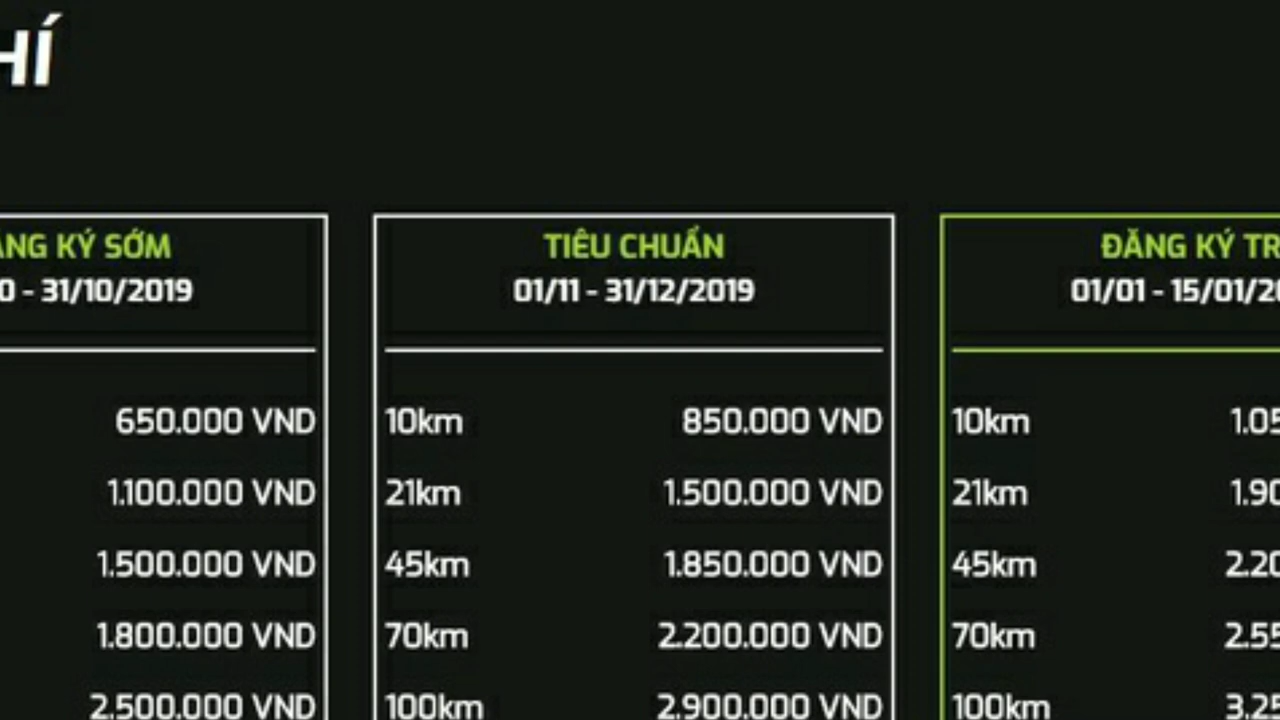 HÍ
ĂNG KÝ SỚM
0 - 31/10/2019
650.000 VND
1.100.000 VND
1.500.000 VND
1.800.000 VND
2.500.000 VND
TIÊU CHUẨN
01/11 - 31/12/2019
10km 850.000 VND
21km 1.500.000 VND
45km 1.850.000 VND
70km 2.200.000 VND
100km 2.900.000 VND
ĐĂNG KÝ TR
01/01 - 15/01/20
10km 1.05
21km 1.90
45km 2.20
70km 2.55
100km 3.25